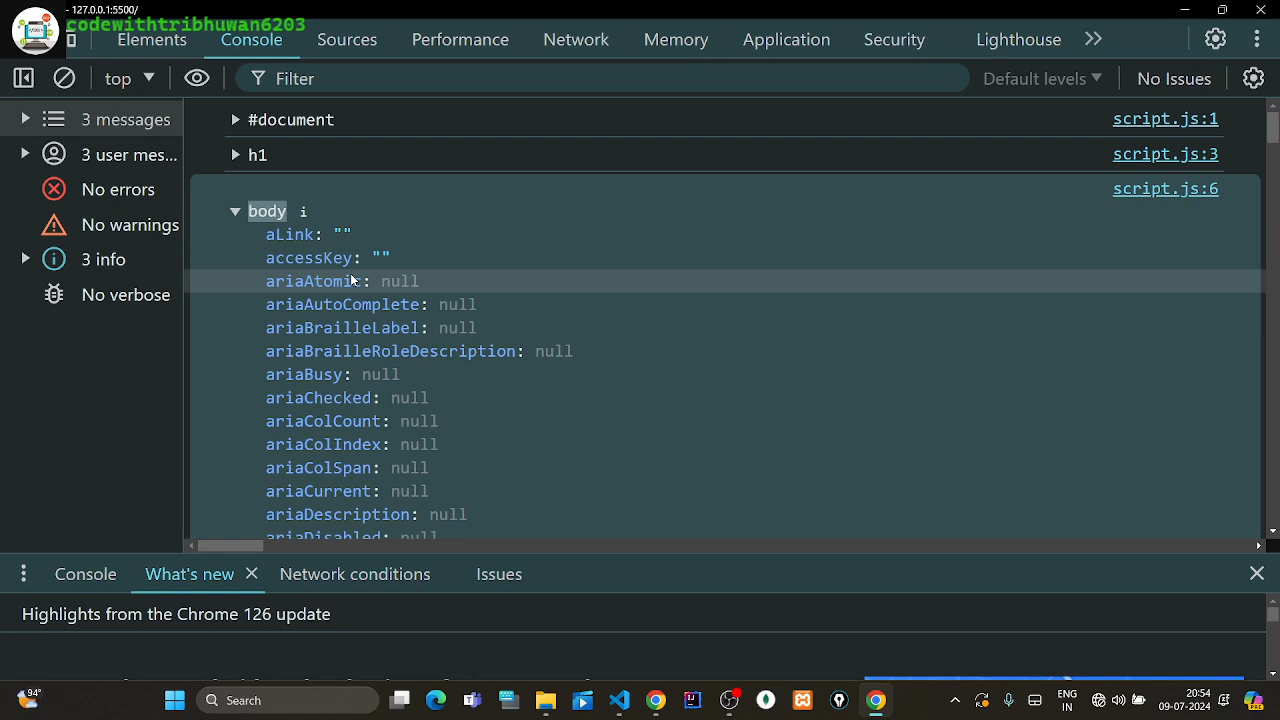 - 127.0.0.1:5500/
codewithtribhuwan6203
Elements Console Sources Performance Network Memory Application Security Lighthouse
top Filter Default levels No Issues
3 messages
3 user mes...
No errors
No warnings
3 info
No verbose
#document script.js:1
h1 script.js:3
script.js:6
body i
aLink: ""
accessKey: ""
ariaAtomic: null
ariaAutoComplete: null
ariaBrailleLabel: null
ariaBrailleRoleDescription: null
ariaBusy: null
ariaChecked: null
ariaColCount: null
ariaColIndex: null
ariaColSpan: null
ariaCurrent: null
ariaDescription: null
ariaDisabled: null
Console What's new Network conditions Issues
Highlights from the Chrome 126 update
94° Search ENG 20:54
IN 09-07-2024